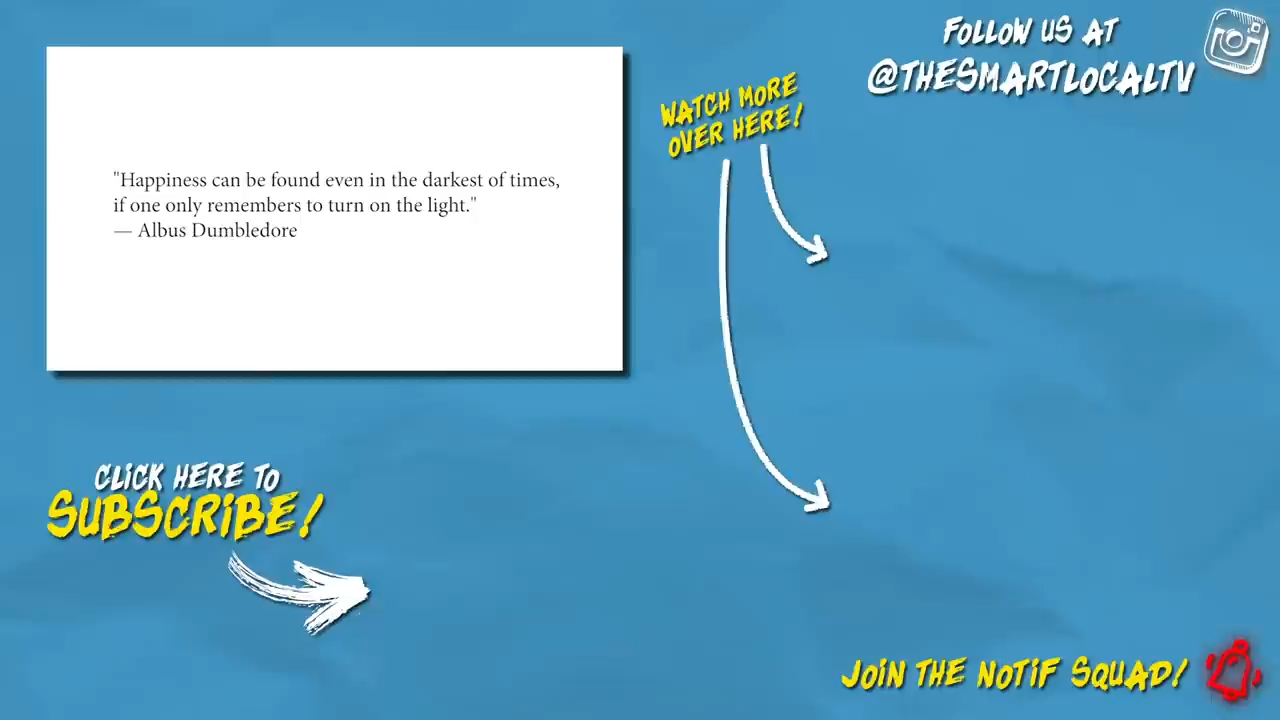 FOLLOW US AT
@THESMARTLOCALTV
WATCH MORE
OVER HERE!
"Happiness can be found even in the darkest of times,
if one only remembers to turn on the light."
— Albus Dumbledore
CLICK HERE TO
SUBSCRIBE!
JOIN THE NOTIF SQUAD!